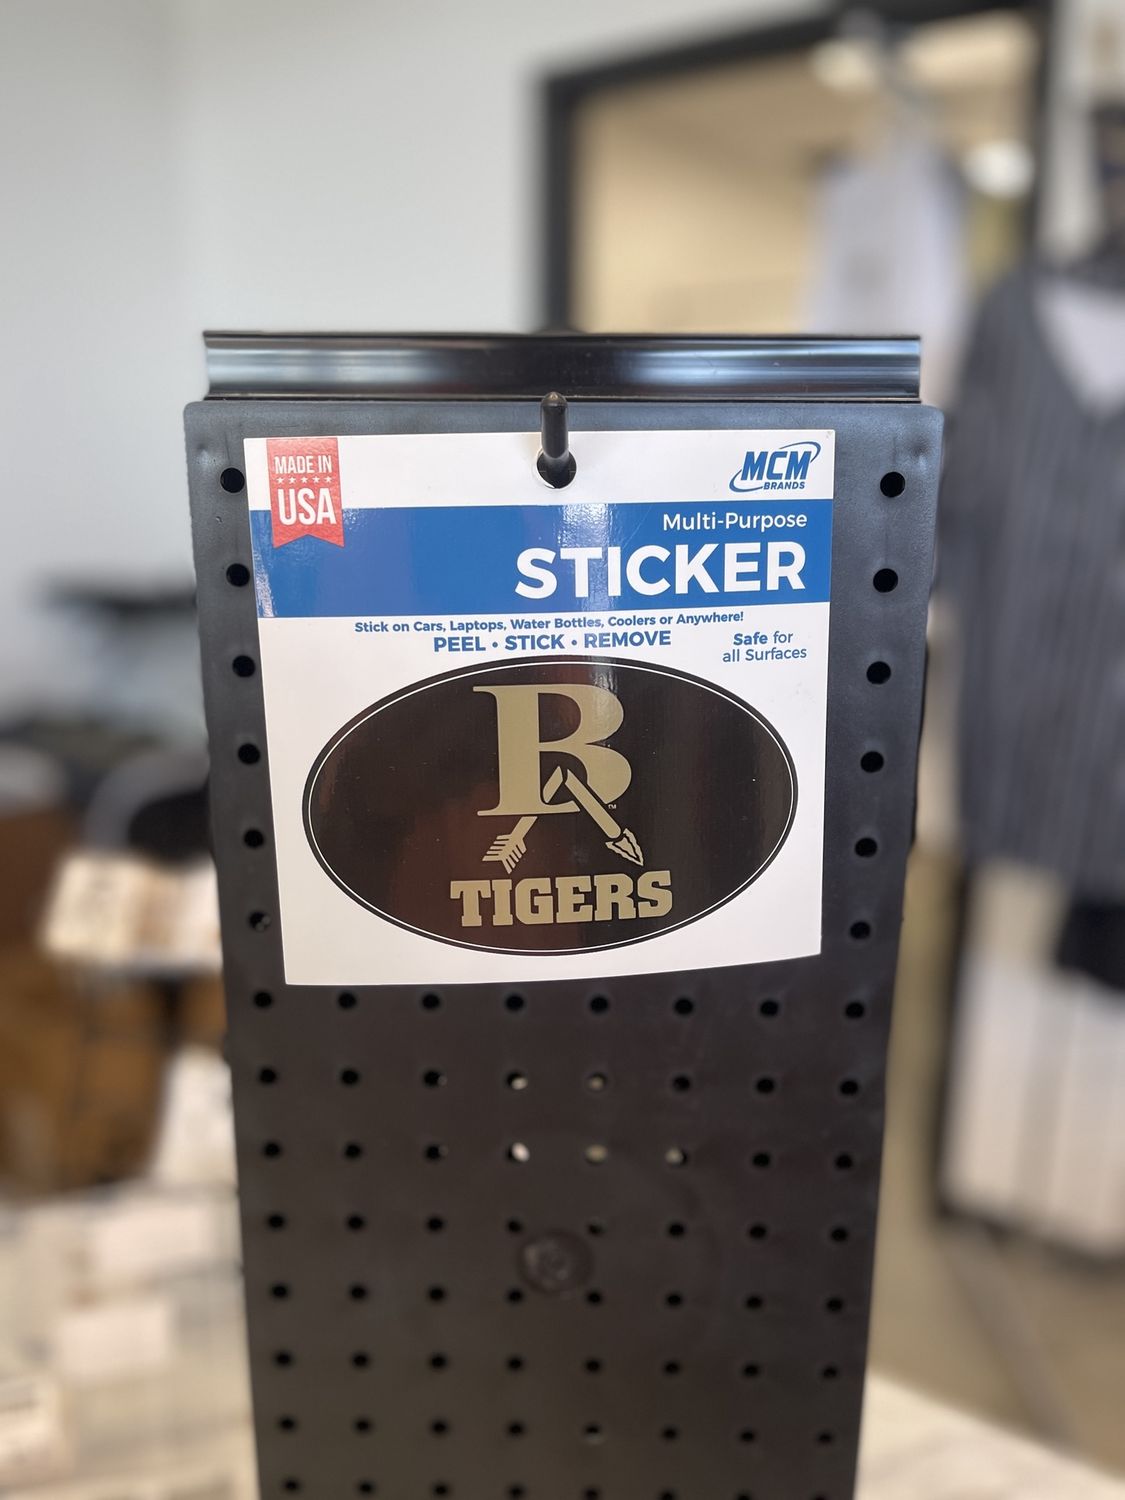 MADE IN
USA
MCM
BRANDS
Multi-Purpose
STICKER
Stick on Cars, Laptops, Water Bottles, Coolers or Anywhere!
PEEL • STICK • REMOVE
Safe for
all Surfaces
B
™
TIGERS